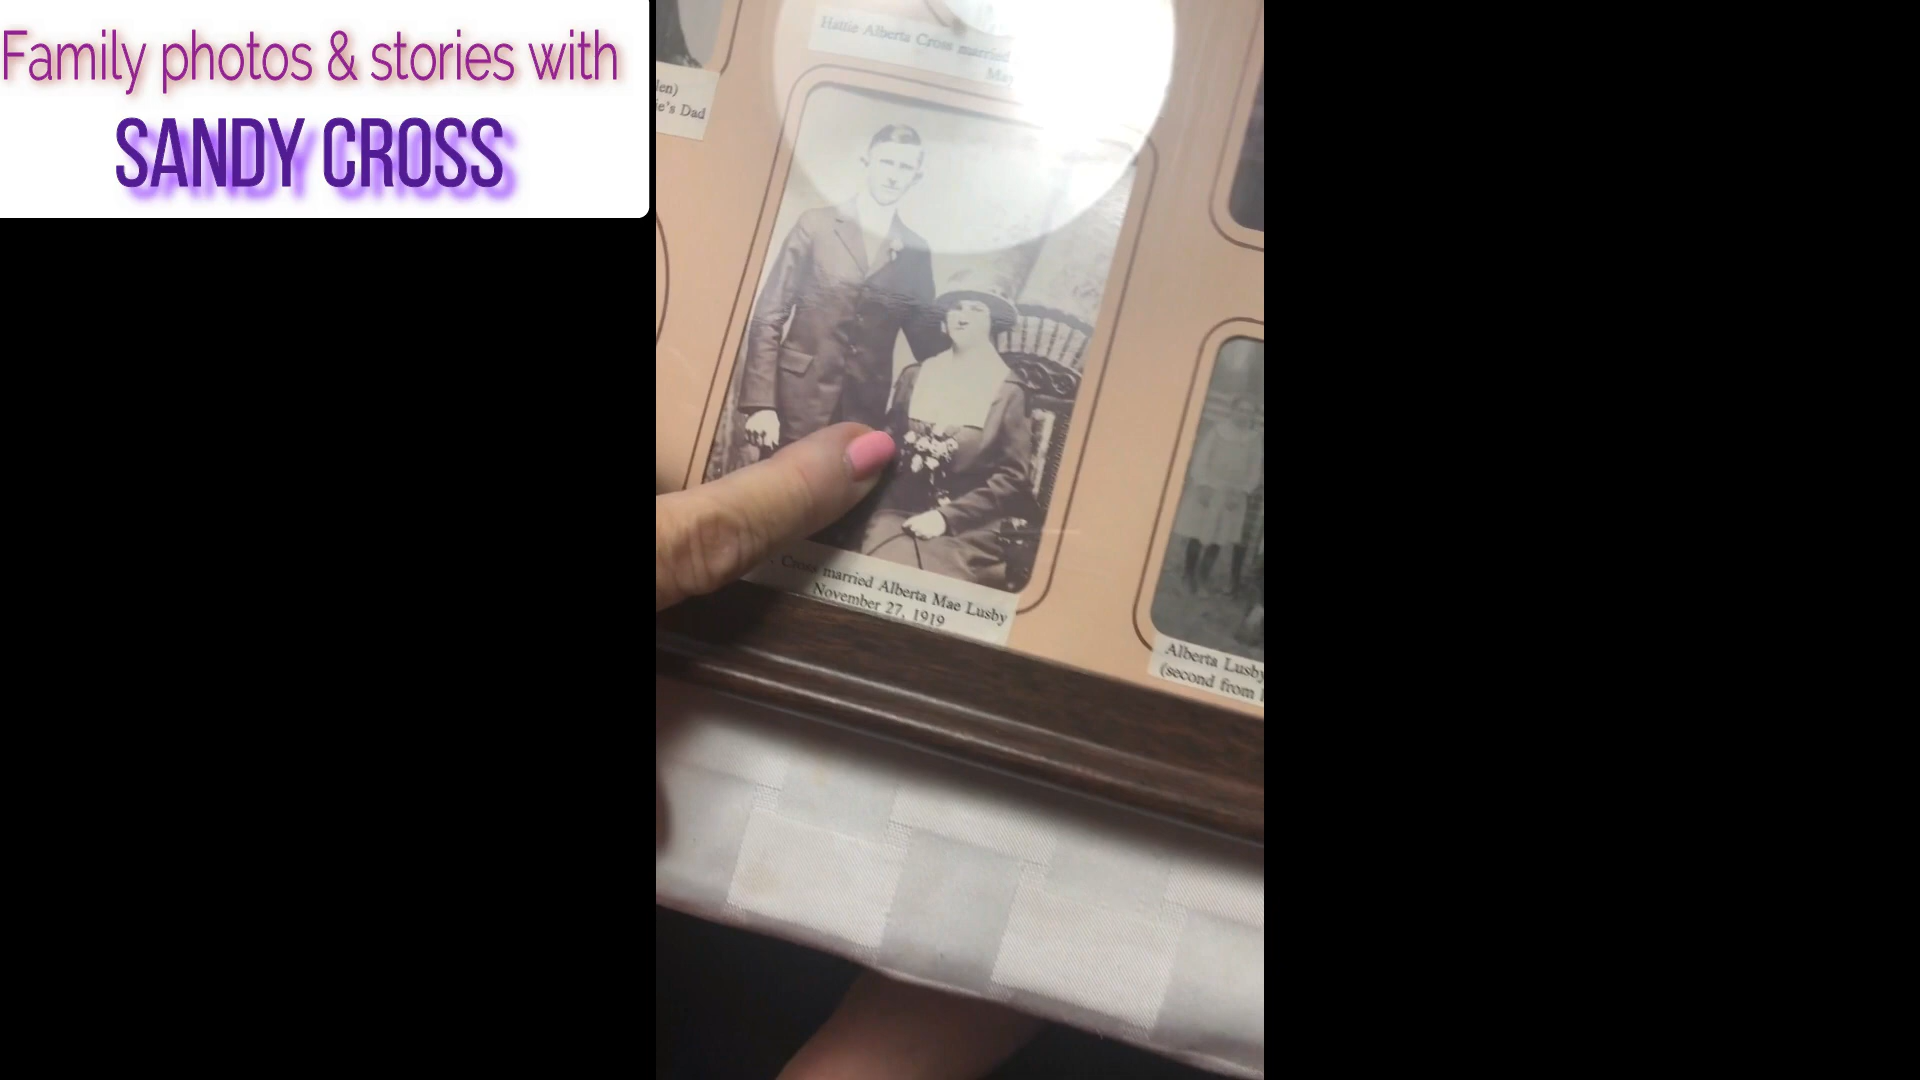 Family photos & stories with
SANDY CROSS
Hattie Alberta Cross married
May
len)
ie's Dad
Cross married Alberta Mae Lusby
November 27, 1919
Alberta Lusby
(second from